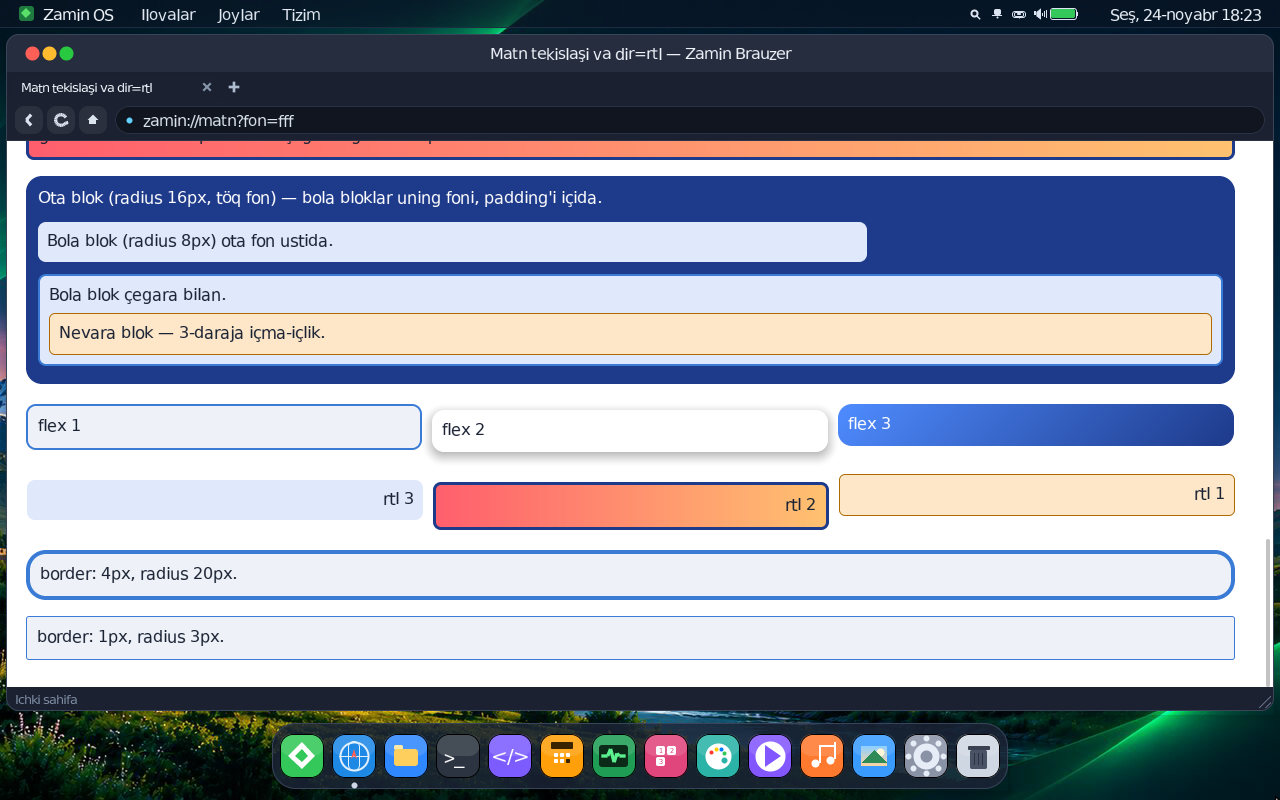 Zamin OS Ilovalar Joylar Tizim Seş, 24-noyabr 18:23
Matn tekislaşi va dir=rtl — Zamin Brauzer
Matn tekislaşi va dir=rtl
zamin://matn?fon=fff
Ota blok (radius 16px, töq fon) — bola bloklar uning foni, padding'i içida.
Bola blok (radius 8px) ota fon ustida.
Bola blok çegara bilan.
Nevara blok — 3-daraja içma-içlik.
flex 1 flex 2 flex 3
rtl 3 rtl 2 rtl 1
border: 4px, radius 20px.
border: 1px, radius 3px.
Ichki sahifa
>_ </> 1 2 3